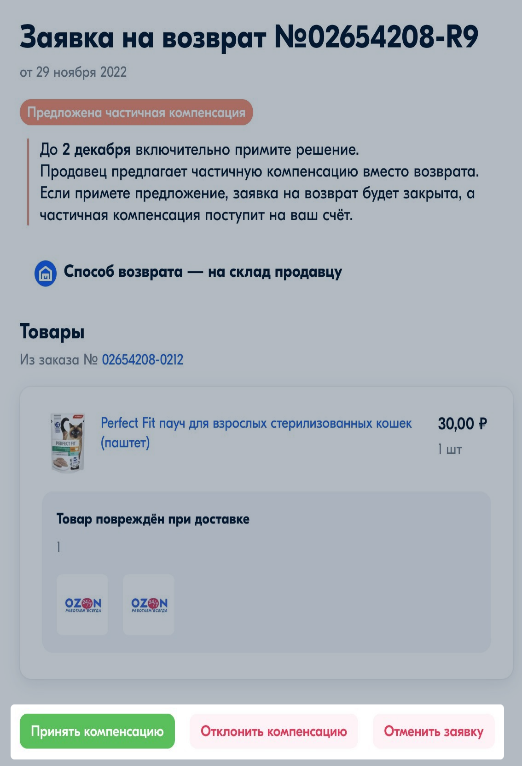 Заявка на возврат №02654208-R9
от 29 ноября 2022
Предложена частичная компенсация
До 2 декабря включительно примите решение.
Продавец предлагает частичную компенсацию вместо возврата.
Если примете предложение, заявка на возврат будет закрыта, а
частичная компенсация поступит на ваш счёт.
Способ возврата — на склад продавцу
Товары
Из заказа № 02654208-0212
Perfect Fit пауч для взрослых стерилизованных кошек
(паштет)
30,00 ₽
1 шт
Товар повреждён при доставке
1
OZON
OZON
Принять компенсацию
Отклонить компенсацию
Отменить заявку